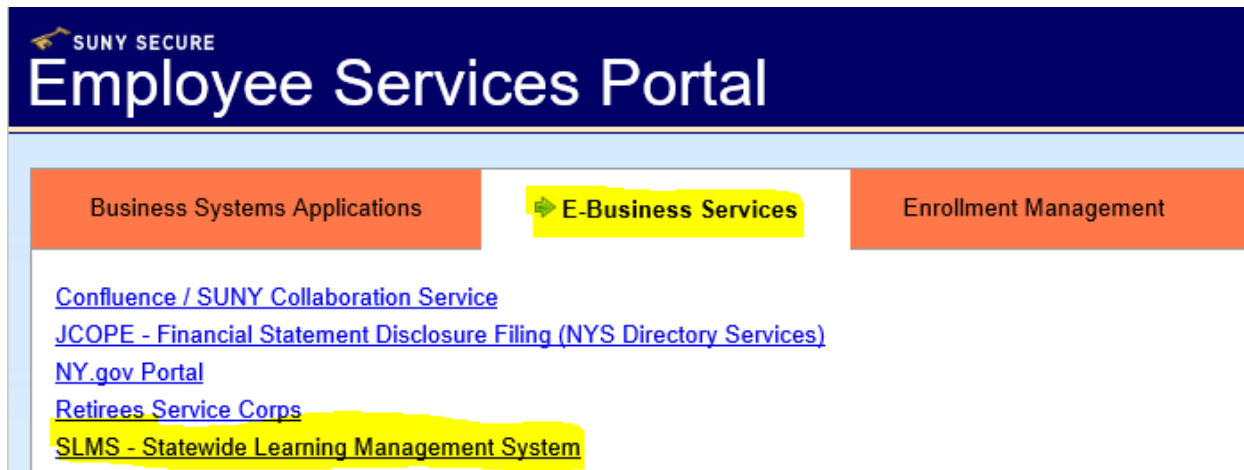 SUNY SECURE
Employee Services Portal
Business Systems Applications
E-Business Services
Enrollment Management
Confluence / SUNY Collaboration Service
JCOPE - Financial Statement Disclosure Filing (NYS Directory Services)
NY.gov Portal
Retirees Service Corps
SLMS - Statewide Learning Management System